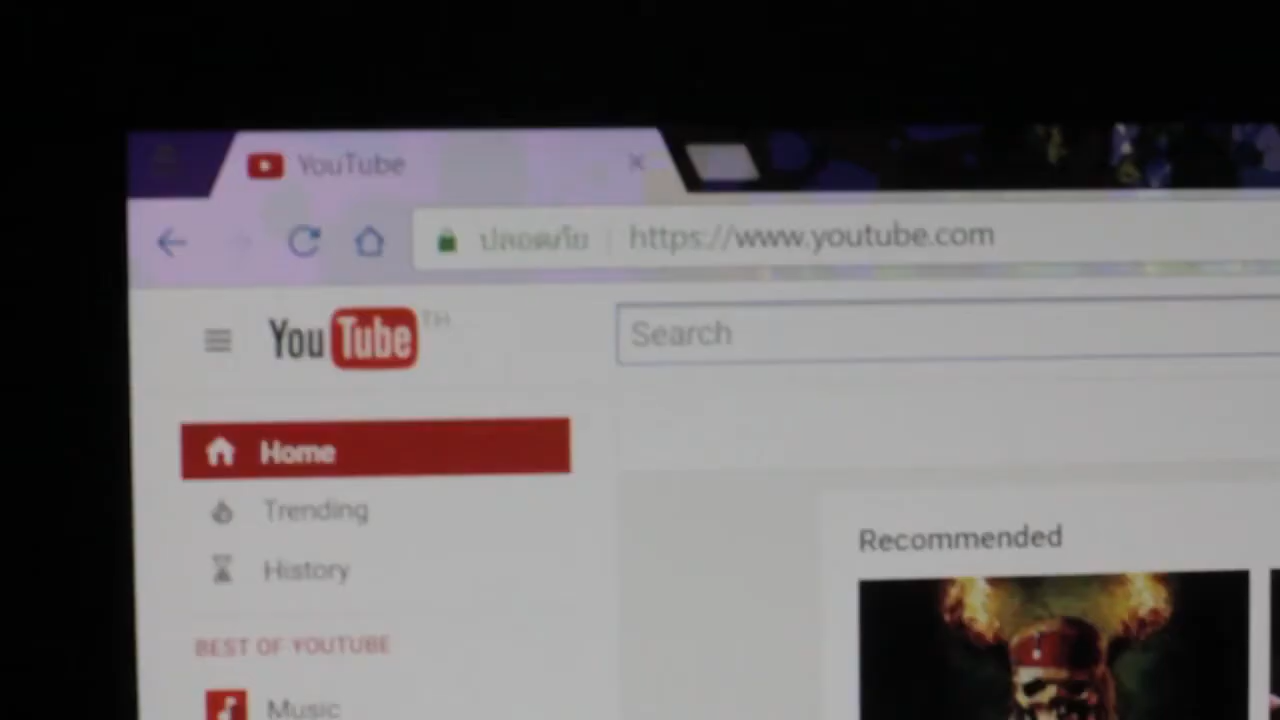 YouTube
ปลอดภัย | https://www.youtube.com
YouTube TH
Search
Home
Trending
History
Recommended
BEST OF YOUTUBE
Music